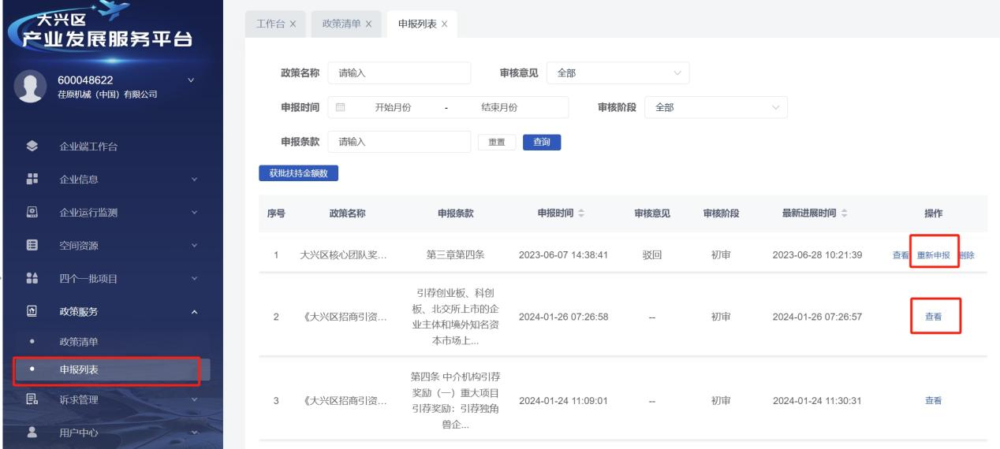 大兴区
产业发展服务平台
600048622
荏原机械（中国）有限公司
企业端工作台
企业信息
企业运行监测
空间资源
四个一批项目
政策服务
政策清单
申报列表
诉求管理
用户中心
工作台 X 政策清单 X 申报列表 X
政策名称 请输入 审核意见 全部
申报时间 开始月份 - 结束月份 审核阶段 全部
申报条款 请输入 重置 查询
获批扶持金额数
序号 政策名称 申报条款 申报时间 审核意见 审核阶段 最新进展时间 操作
1 大兴区核心团队奖... 第三章第四条 2023-06-07 14:38:41 驳回 初审 2023-06-28 10:21:39 查看 重新申报 删除
引荐创业板、科创
板、北交所上市的企
2 《大兴区招商引资... 2024-01-26 07:26:58 -- 初审 2024-01-26 07:26:57 查看
业主体和境外知名资
本市场上...
第四条 中介机构引荐
奖励（一）重大项目
3 《大兴区招商引资... 2024-01-24 11:09:01 -- 初审 2024-01-24 11:30:31 查看
引荐奖励：引荐独角
兽企...